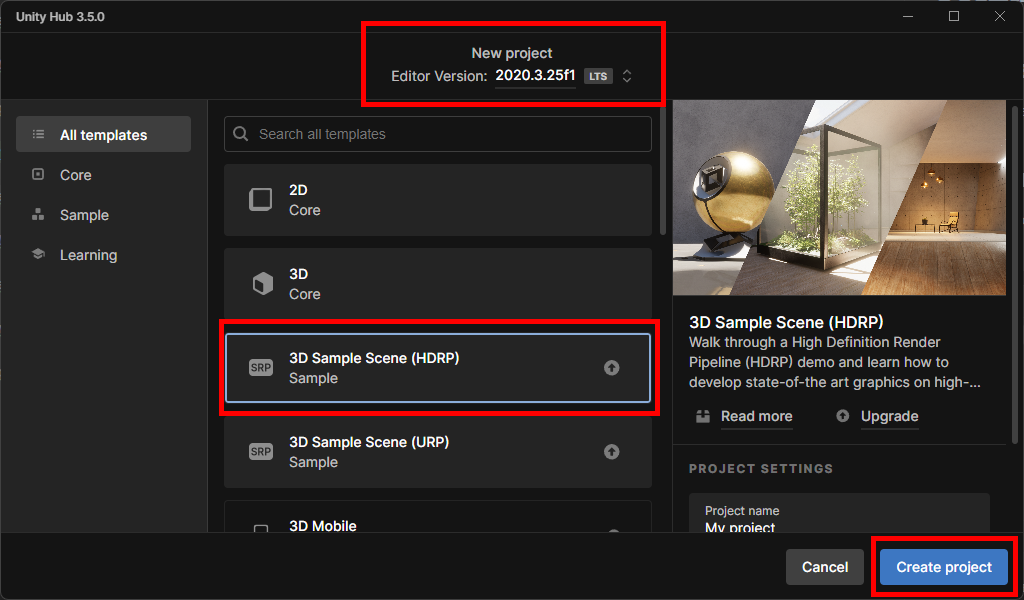 Unity Hub 3.5.0
New project
Editor Version: 2020.3.25f1 LTS
All templates
Core
Sample
Learning
Search all templates
2D
Core
3D
Core
SRP
3D Sample Scene (HDRP)
Sample
SRP
3D Sample Scene (URP)
Sample
3D Mobile
3D Sample Scene (HDRP)
Walk through a High Definition Render
Pipeline (HDRP) demo and learn how to
develop state-of-the art graphics on high-...
Read more
Upgrade
PROJECT SETTINGS
Project name
My project
Cancel
Create project